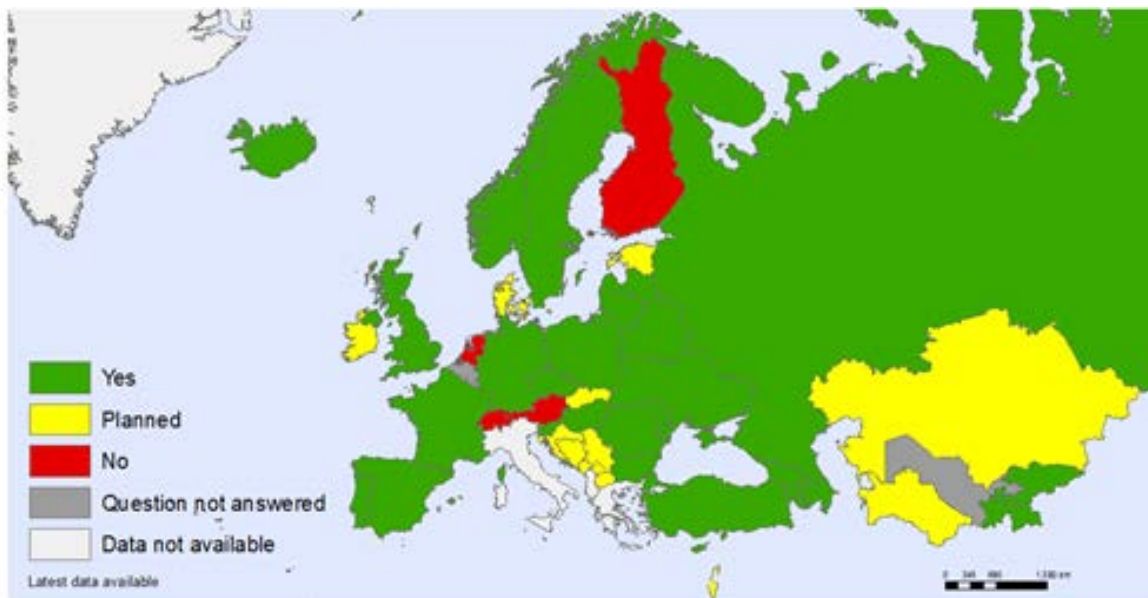 Yes
Planned
No
Question not answered
Data not available
Latest data available